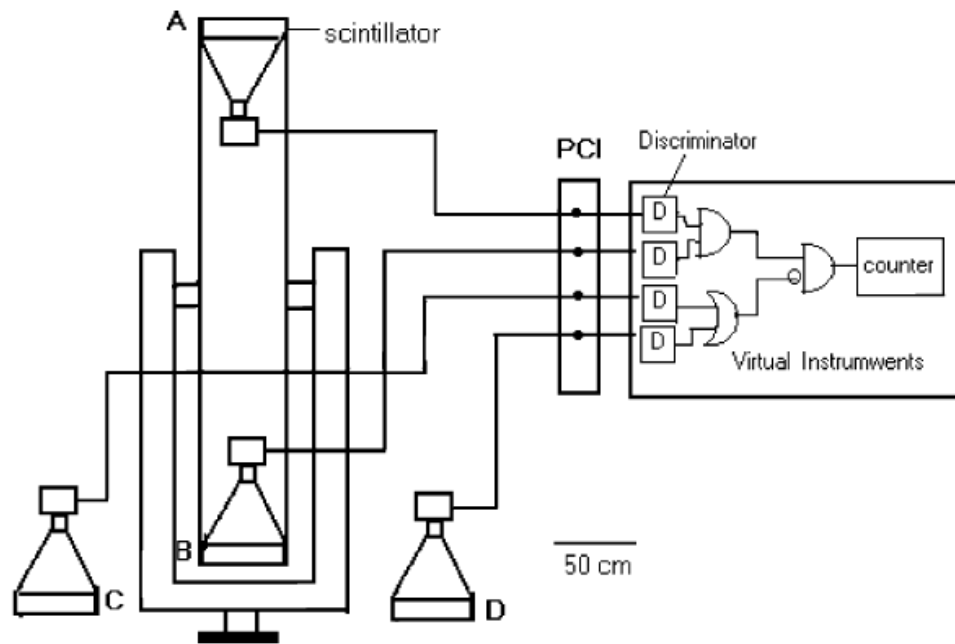 A
scintillator
PCI
Discriminator
D
D
D
D
counter
Virtual Instrumwents
B
C
D
50 cm